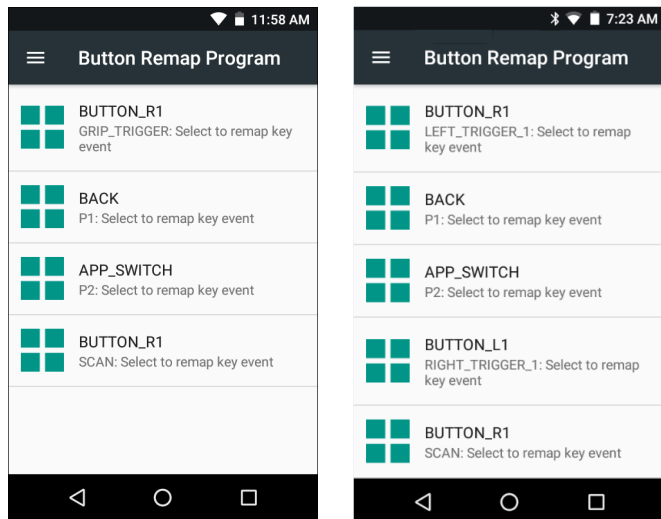 11:58 AM
Button Remap Program
BUTTON_R1
GRIP_TRIGGER: Select to remap key
event
BACK
P1: Select to remap key event
APP_SWITCH
P2: Select to remap key event
BUTTON_R1
SCAN: Select to remap key event
7:23 AM
Button Remap Program
BUTTON_R1
LEFT_TRIGGER_1: Select to remap
key event
BACK
P1: Select to remap key event
APP_SWITCH
P2: Select to remap key event
BUTTON_L1
RIGHT_TRIGGER_1: Select to remap
key event
BUTTON_R1
SCAN: Select to remap key event